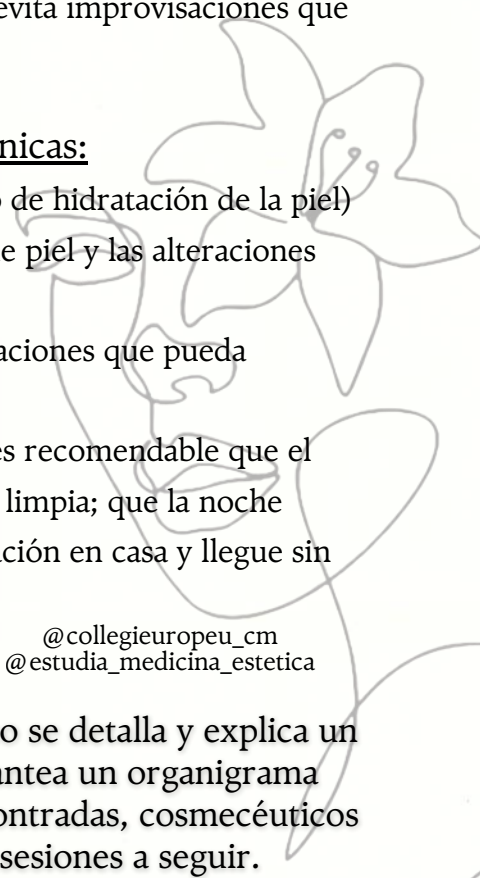 evita improvisaciones que
nicas:
o de hidratación de la piel)
e piel y las alteraciones
aciones que pueda
es recomendable que el
limpia; que la noche
ación en casa y llegue sin
@collegieuropeu_cm
@estudia_medicina_estetica
o se detalla y explica un
antea un organigrama
ontradas, cosmecéuticos
sesiones a seguir.